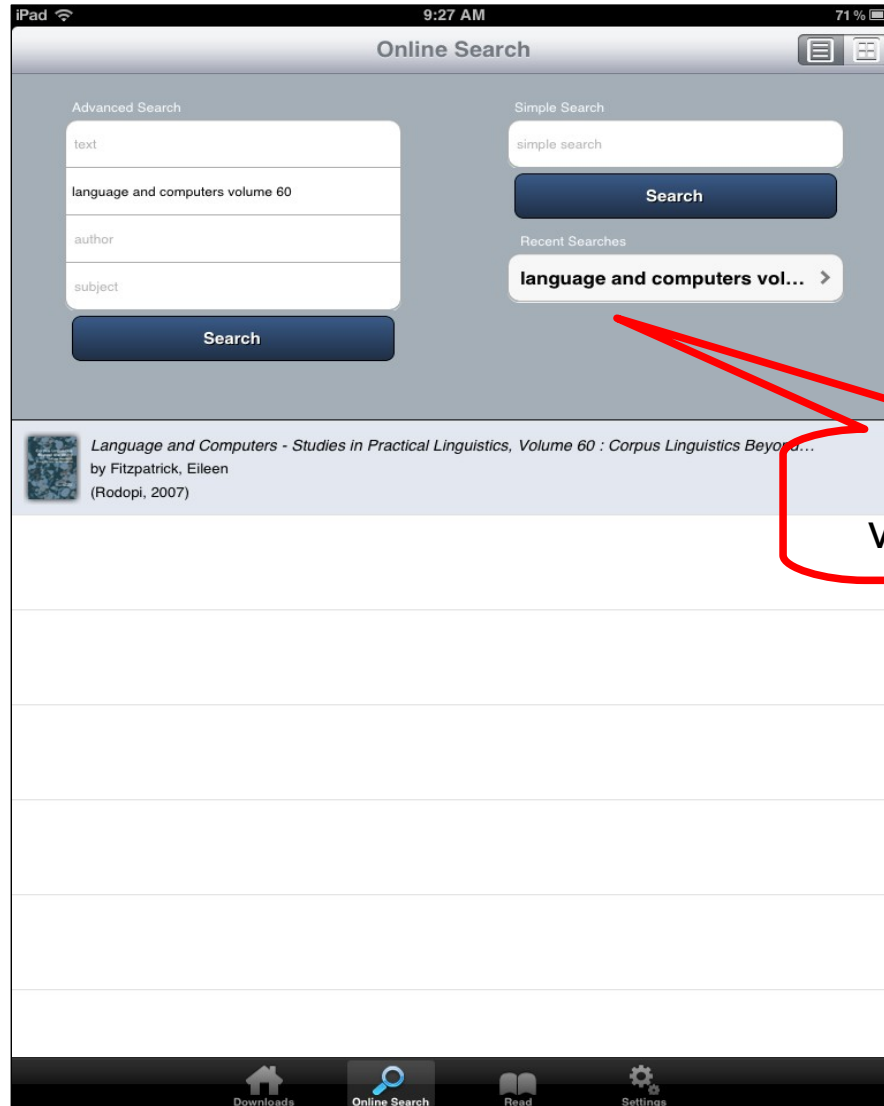 iPad 9:27 AM 71 %
Online Search
Advanced Search
text
language and computers volume 60
author
subject
Search
Simple Search
simple search
Search
Recent Searches
language and computers vol...
Language and Computers - Studies in Practical Linguistics, Volume 60 : Corpus Linguistics Beyond...
by Fitzpatrick, Eileen
(Rodopi, 2007)
Downloads Online Search Read Settings